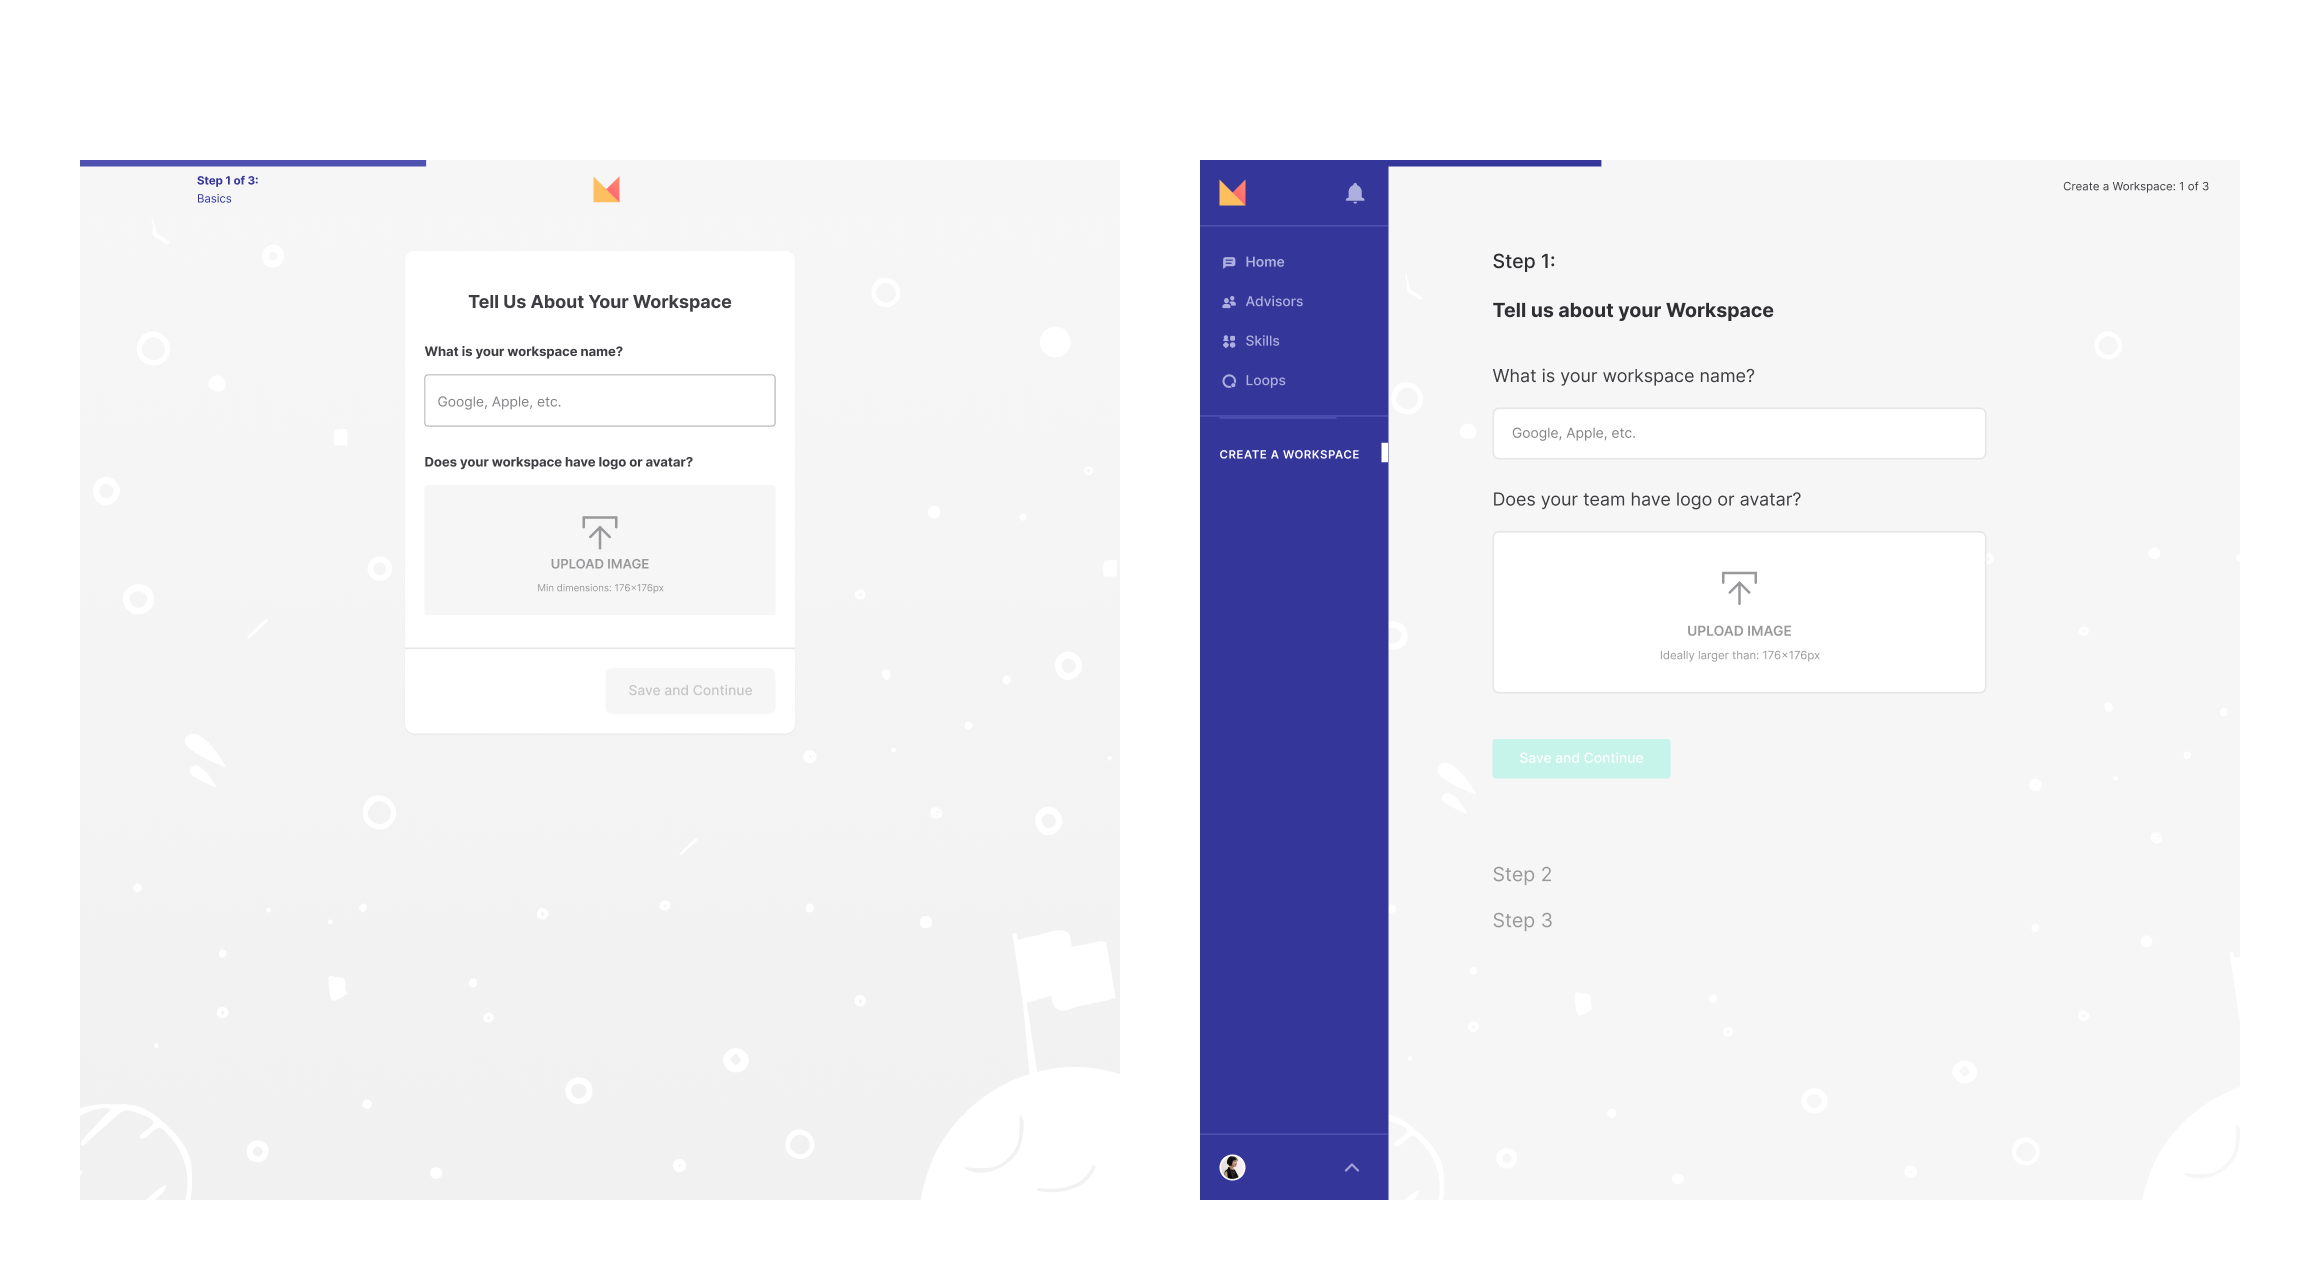 Step 1 of 3:
Basics
Tell Us About Your Workspace
What is your workspace name?
Google, Apple, etc.
Does your workspace have logo or avatar?
UPLOAD IMAGE
Min dimensions: 176×176px
Save and Continue
Home
Advisors
Skills
Loops
CREATE A WORKSPACE
Create a Workspace: 1 of 3
Step 1:
Tell us about your Workspace
What is your workspace name?
Google, Apple, etc.
Does your team have logo or avatar?
UPLOAD IMAGE
Ideally larger than: 176×176px
Save and Continue
Step 2
Step 3